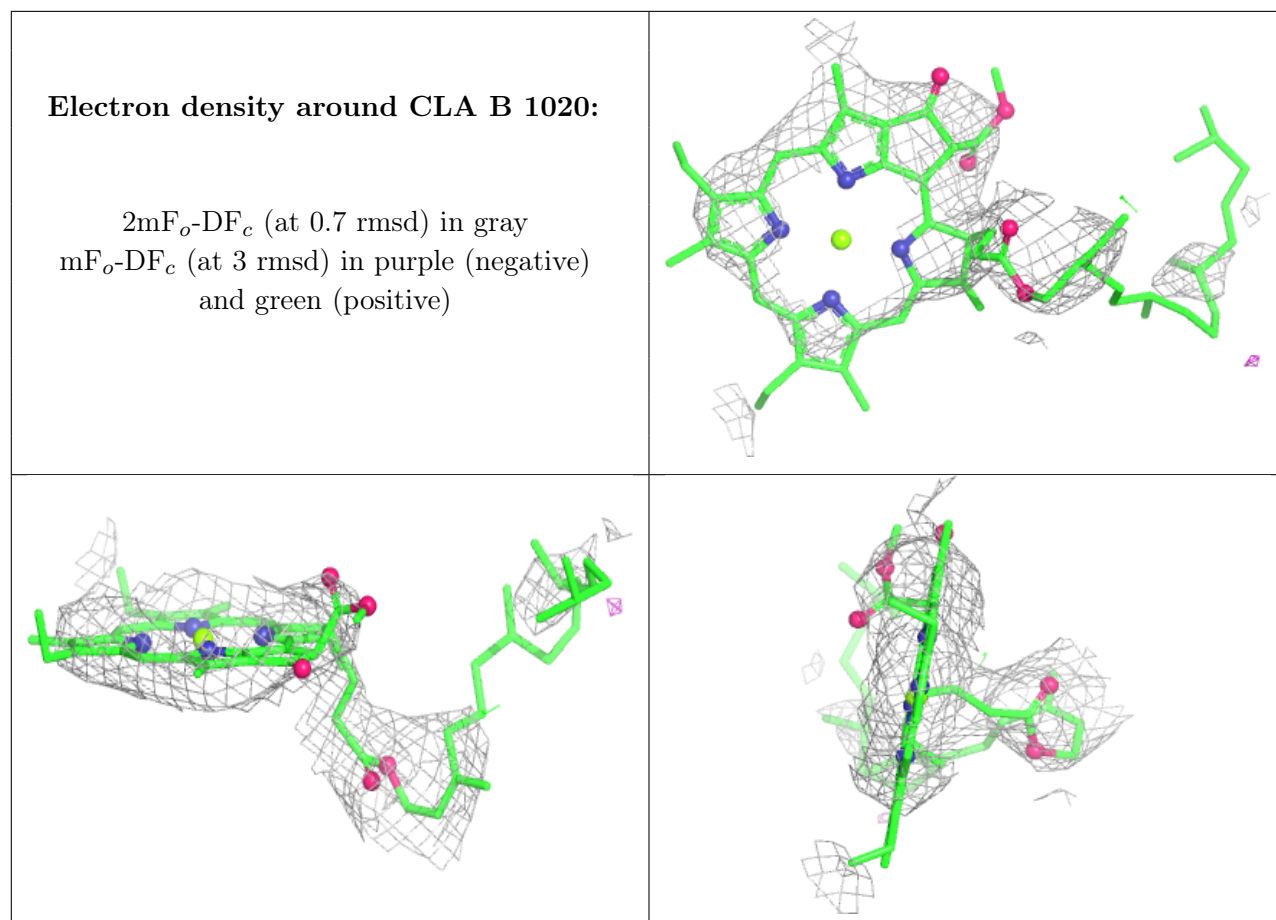 Electron density around CLA B 1020:
2mFo-DFc (at 0.7 rmsd) in gray
mFo-DFc (at 3 rmsd) in purple (negative)
and green (positive)